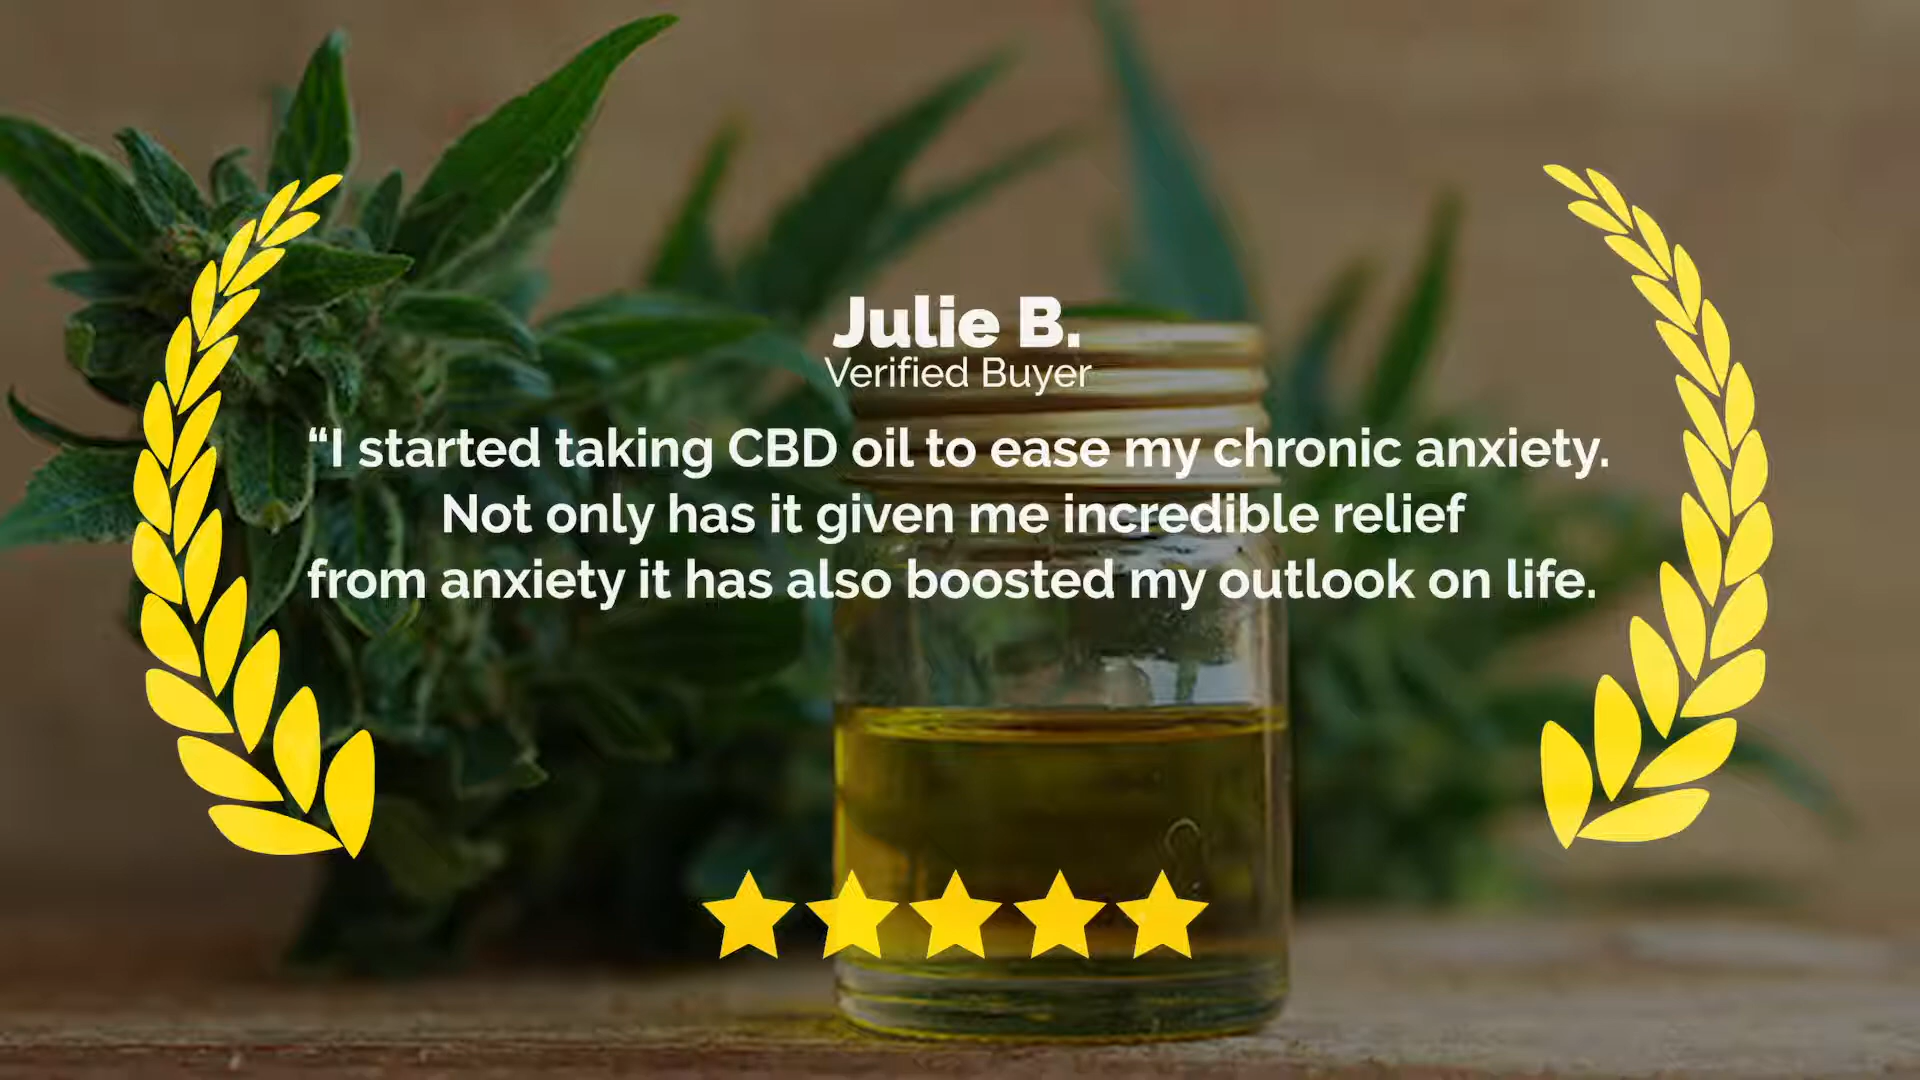 Julie B.
Verified Buyer
“I started taking CBD oil to ease my chronic anxiety.
Not only has it given me incredible relief
from anxiety it has also boosted my outlook on life.